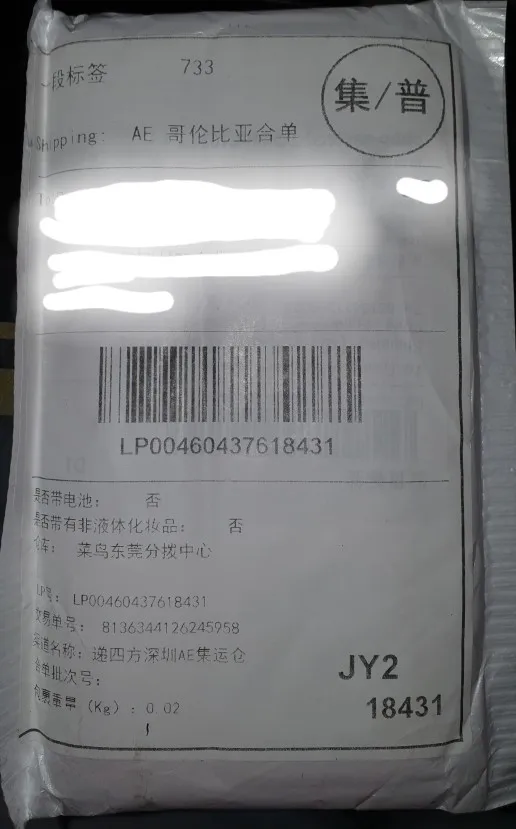 段标签 733
集/普
Shipping: AE 哥伦比亚合单
LP00460437618431
是否带电池: 否
是否带有非液体化妆品: 否
仓库: 菜鸟东莞分拨中心
LP号: LP00460437618431
交易单号: 8136344126245958
渠道名称: 递四方深圳AE集运仓
合单批次号:
包裹重量 (Kg) : 0.02
JY2
18431